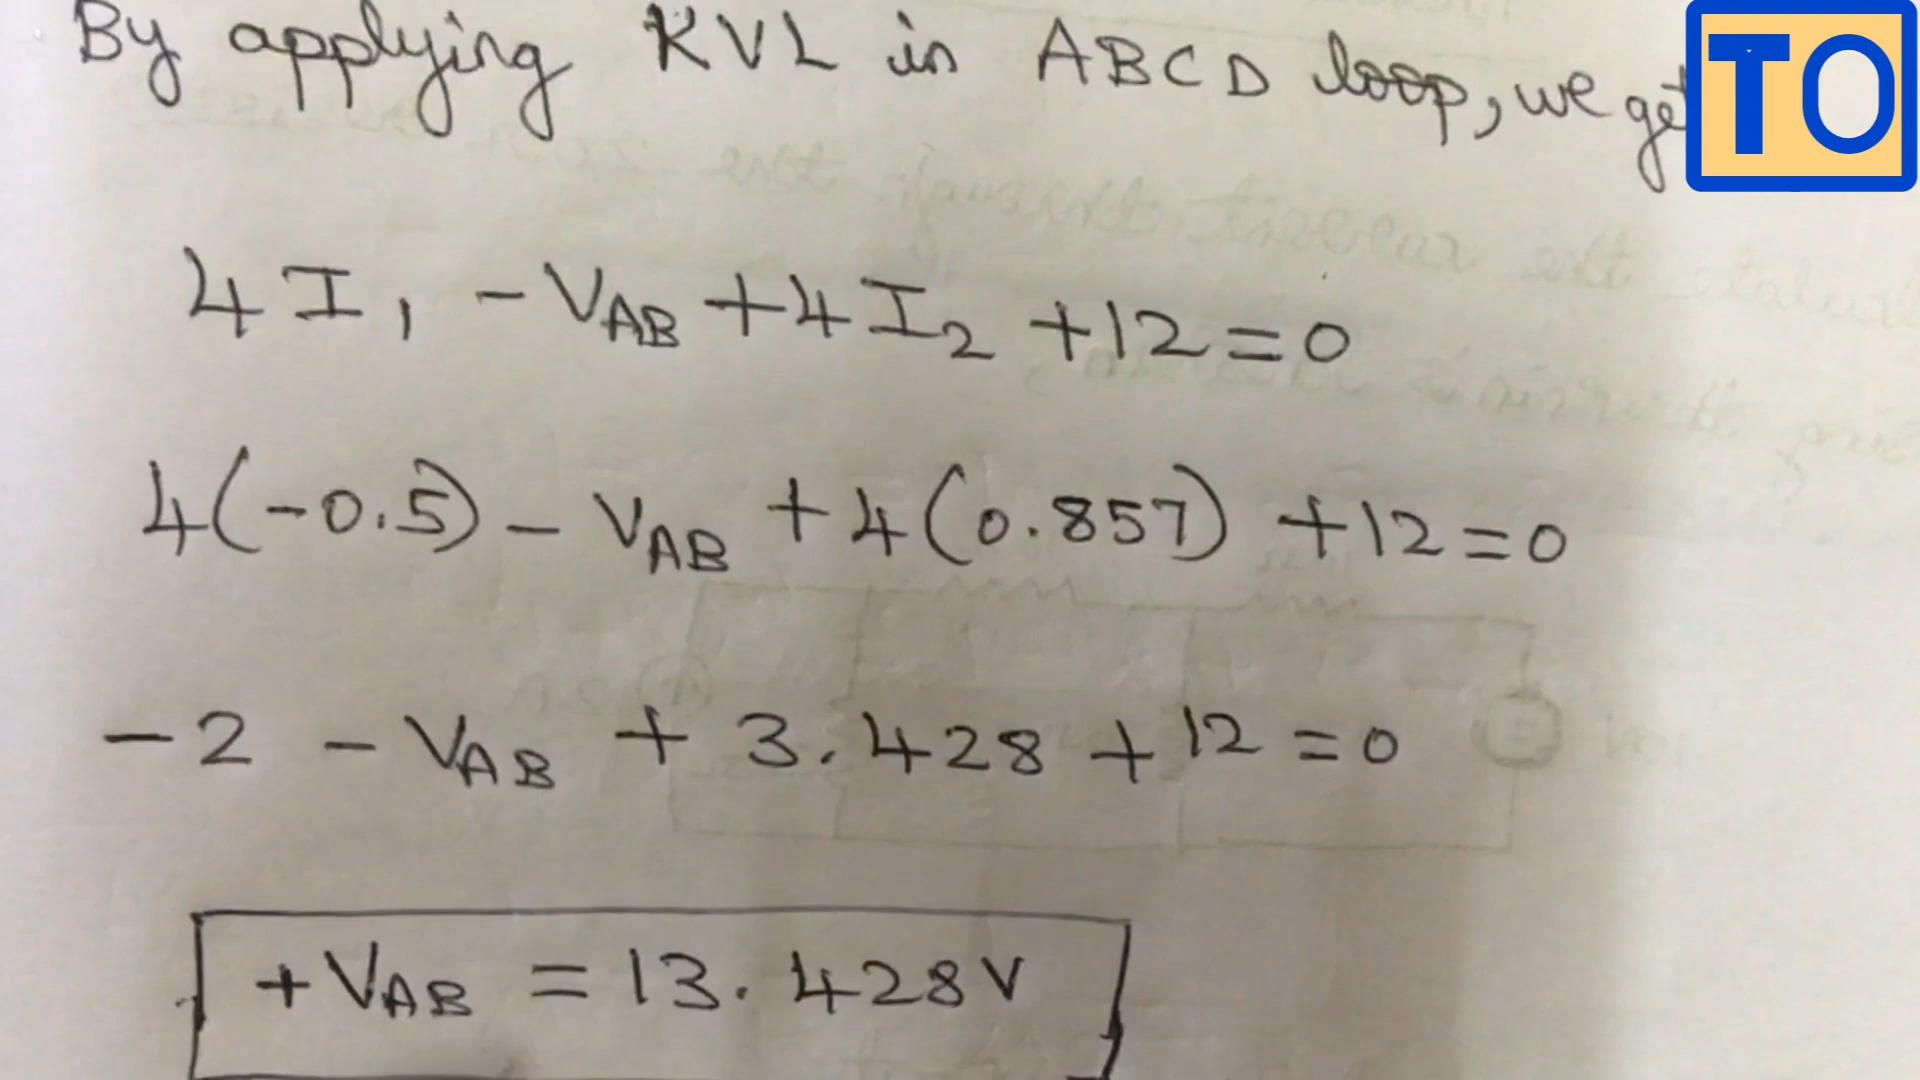 By applying KVL in ABCD loop, we get
TO
4I₁ - V_AB + 4I₂ + 12 = 0
4(-0.5) - V_AB + 4(0.857) + 12 = 0
-2 - V_AB + 3.428 + 12 = 0
+V_AB = 13.428V